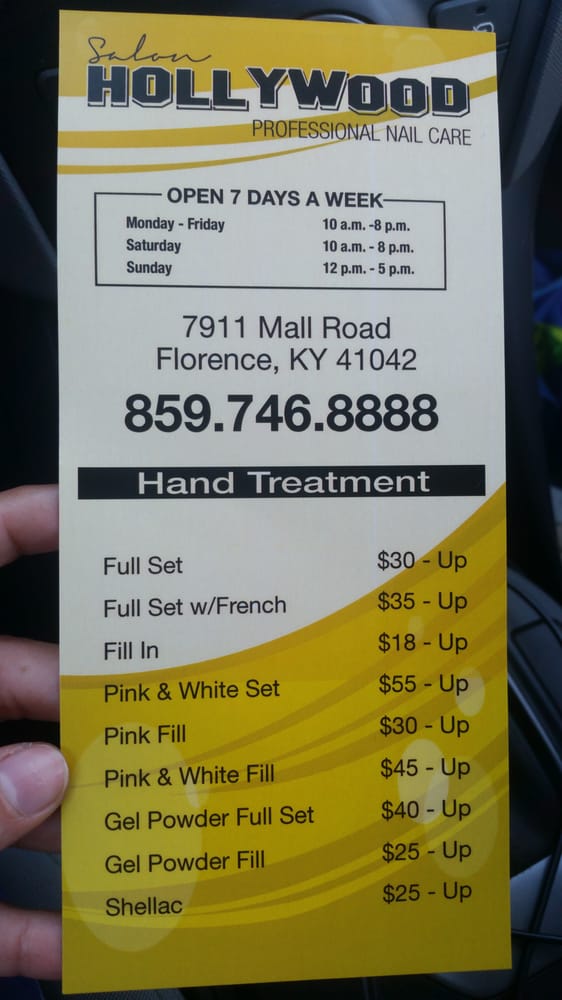 Salon
HOLLYWOOD
PROFESSIONAL NAIL CARE
OPEN 7 DAYS A WEEK
Monday - Friday 10 a.m. -8 p.m.
Saturday 10 a.m. - 8 p.m.
Sunday 12 p.m. - 5 p.m.
7911 Mall Road
Florence, KY 41042
859.746.8888
Hand Treatment
Full Set $30 - Up
Full Set w/French $35 - Up
Fill In $18 - Up
Pink & White Set $55 - Up
Pink Fill $30 - Up
Pink & White Fill $45 - Up
Gel Powder Full Set $40 - Up
Gel Powder Fill $25 - Up
Shellac $25 - Up